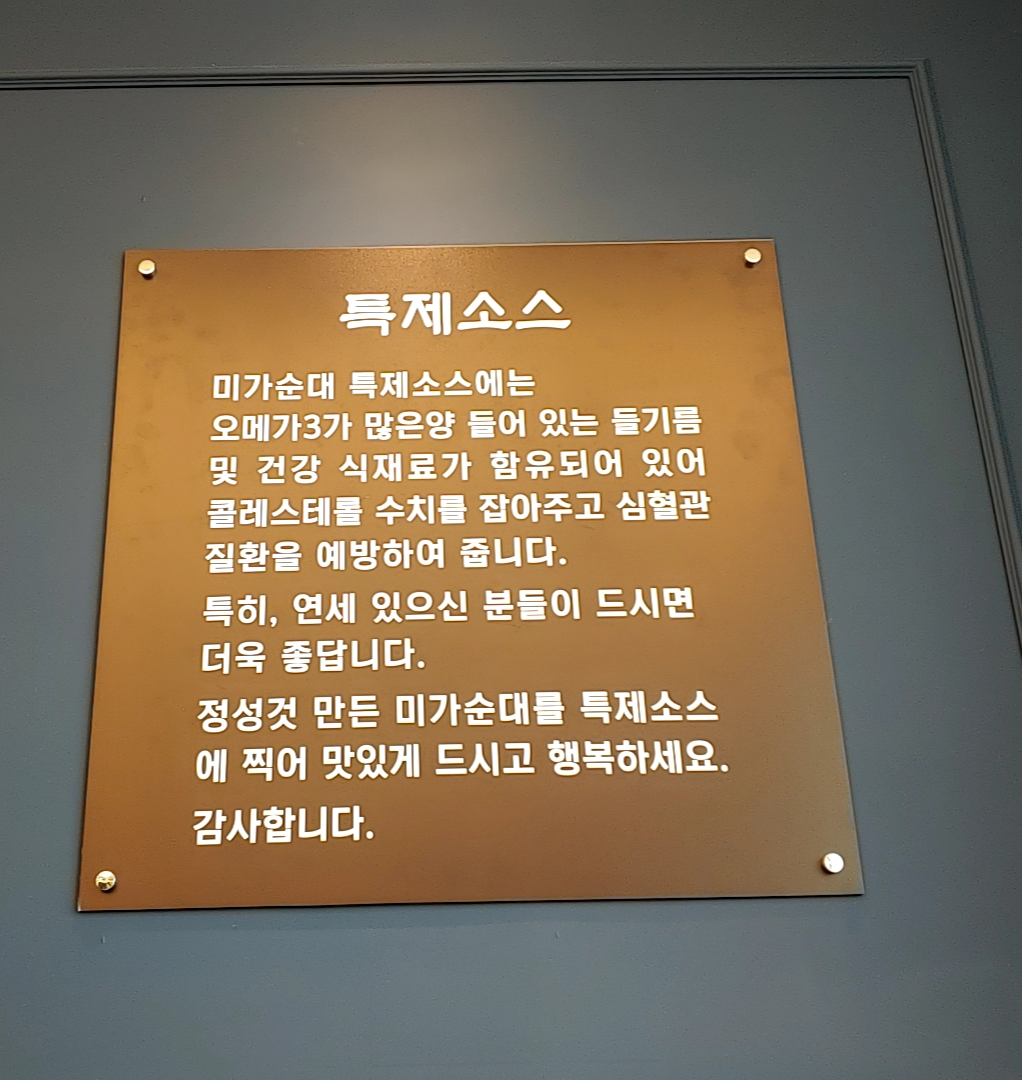 특제소스
미가순대 특제소스에는
오메가3가 많은양 들어 있는 들기름
및 건강 식재료가 함유되어 있어
콜레스테롤 수치를 잡아주고 심혈관
질환을 예방하여 줍니다.
특히, 연세 있으신 분들이 드시면
더욱 좋답니다.
정성것 만든 미가순대를 특제소스
에 찍어 맛있게 드시고 행복하세요.
감사합니다.